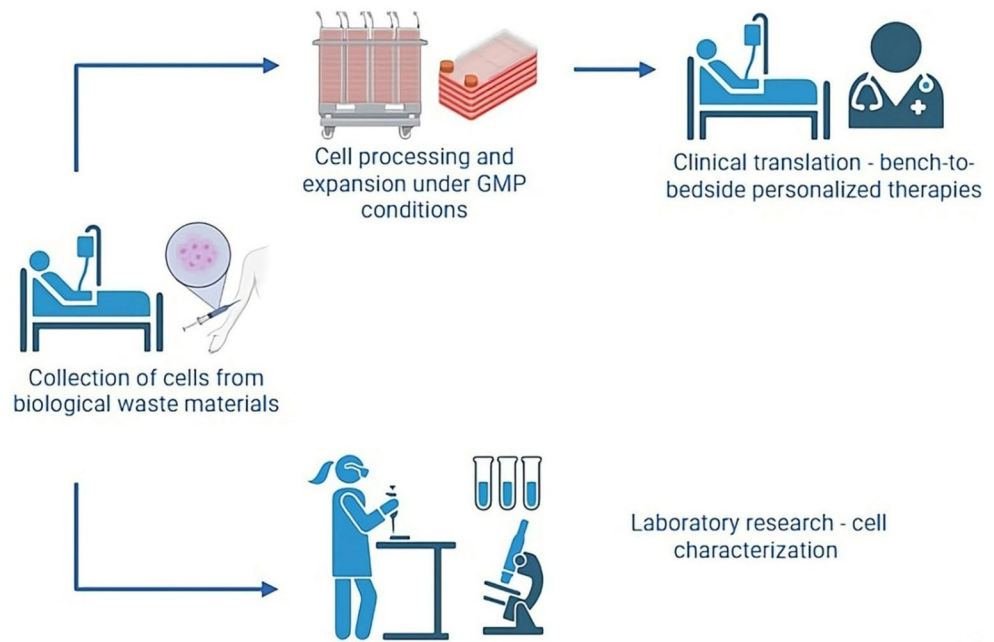 Cell processing and
expansion under GMP
conditions
Clinical translation - bench-to-
bedside personalized therapies
Collection of cells from
biological waste materials
Laboratory research - cell
characterization